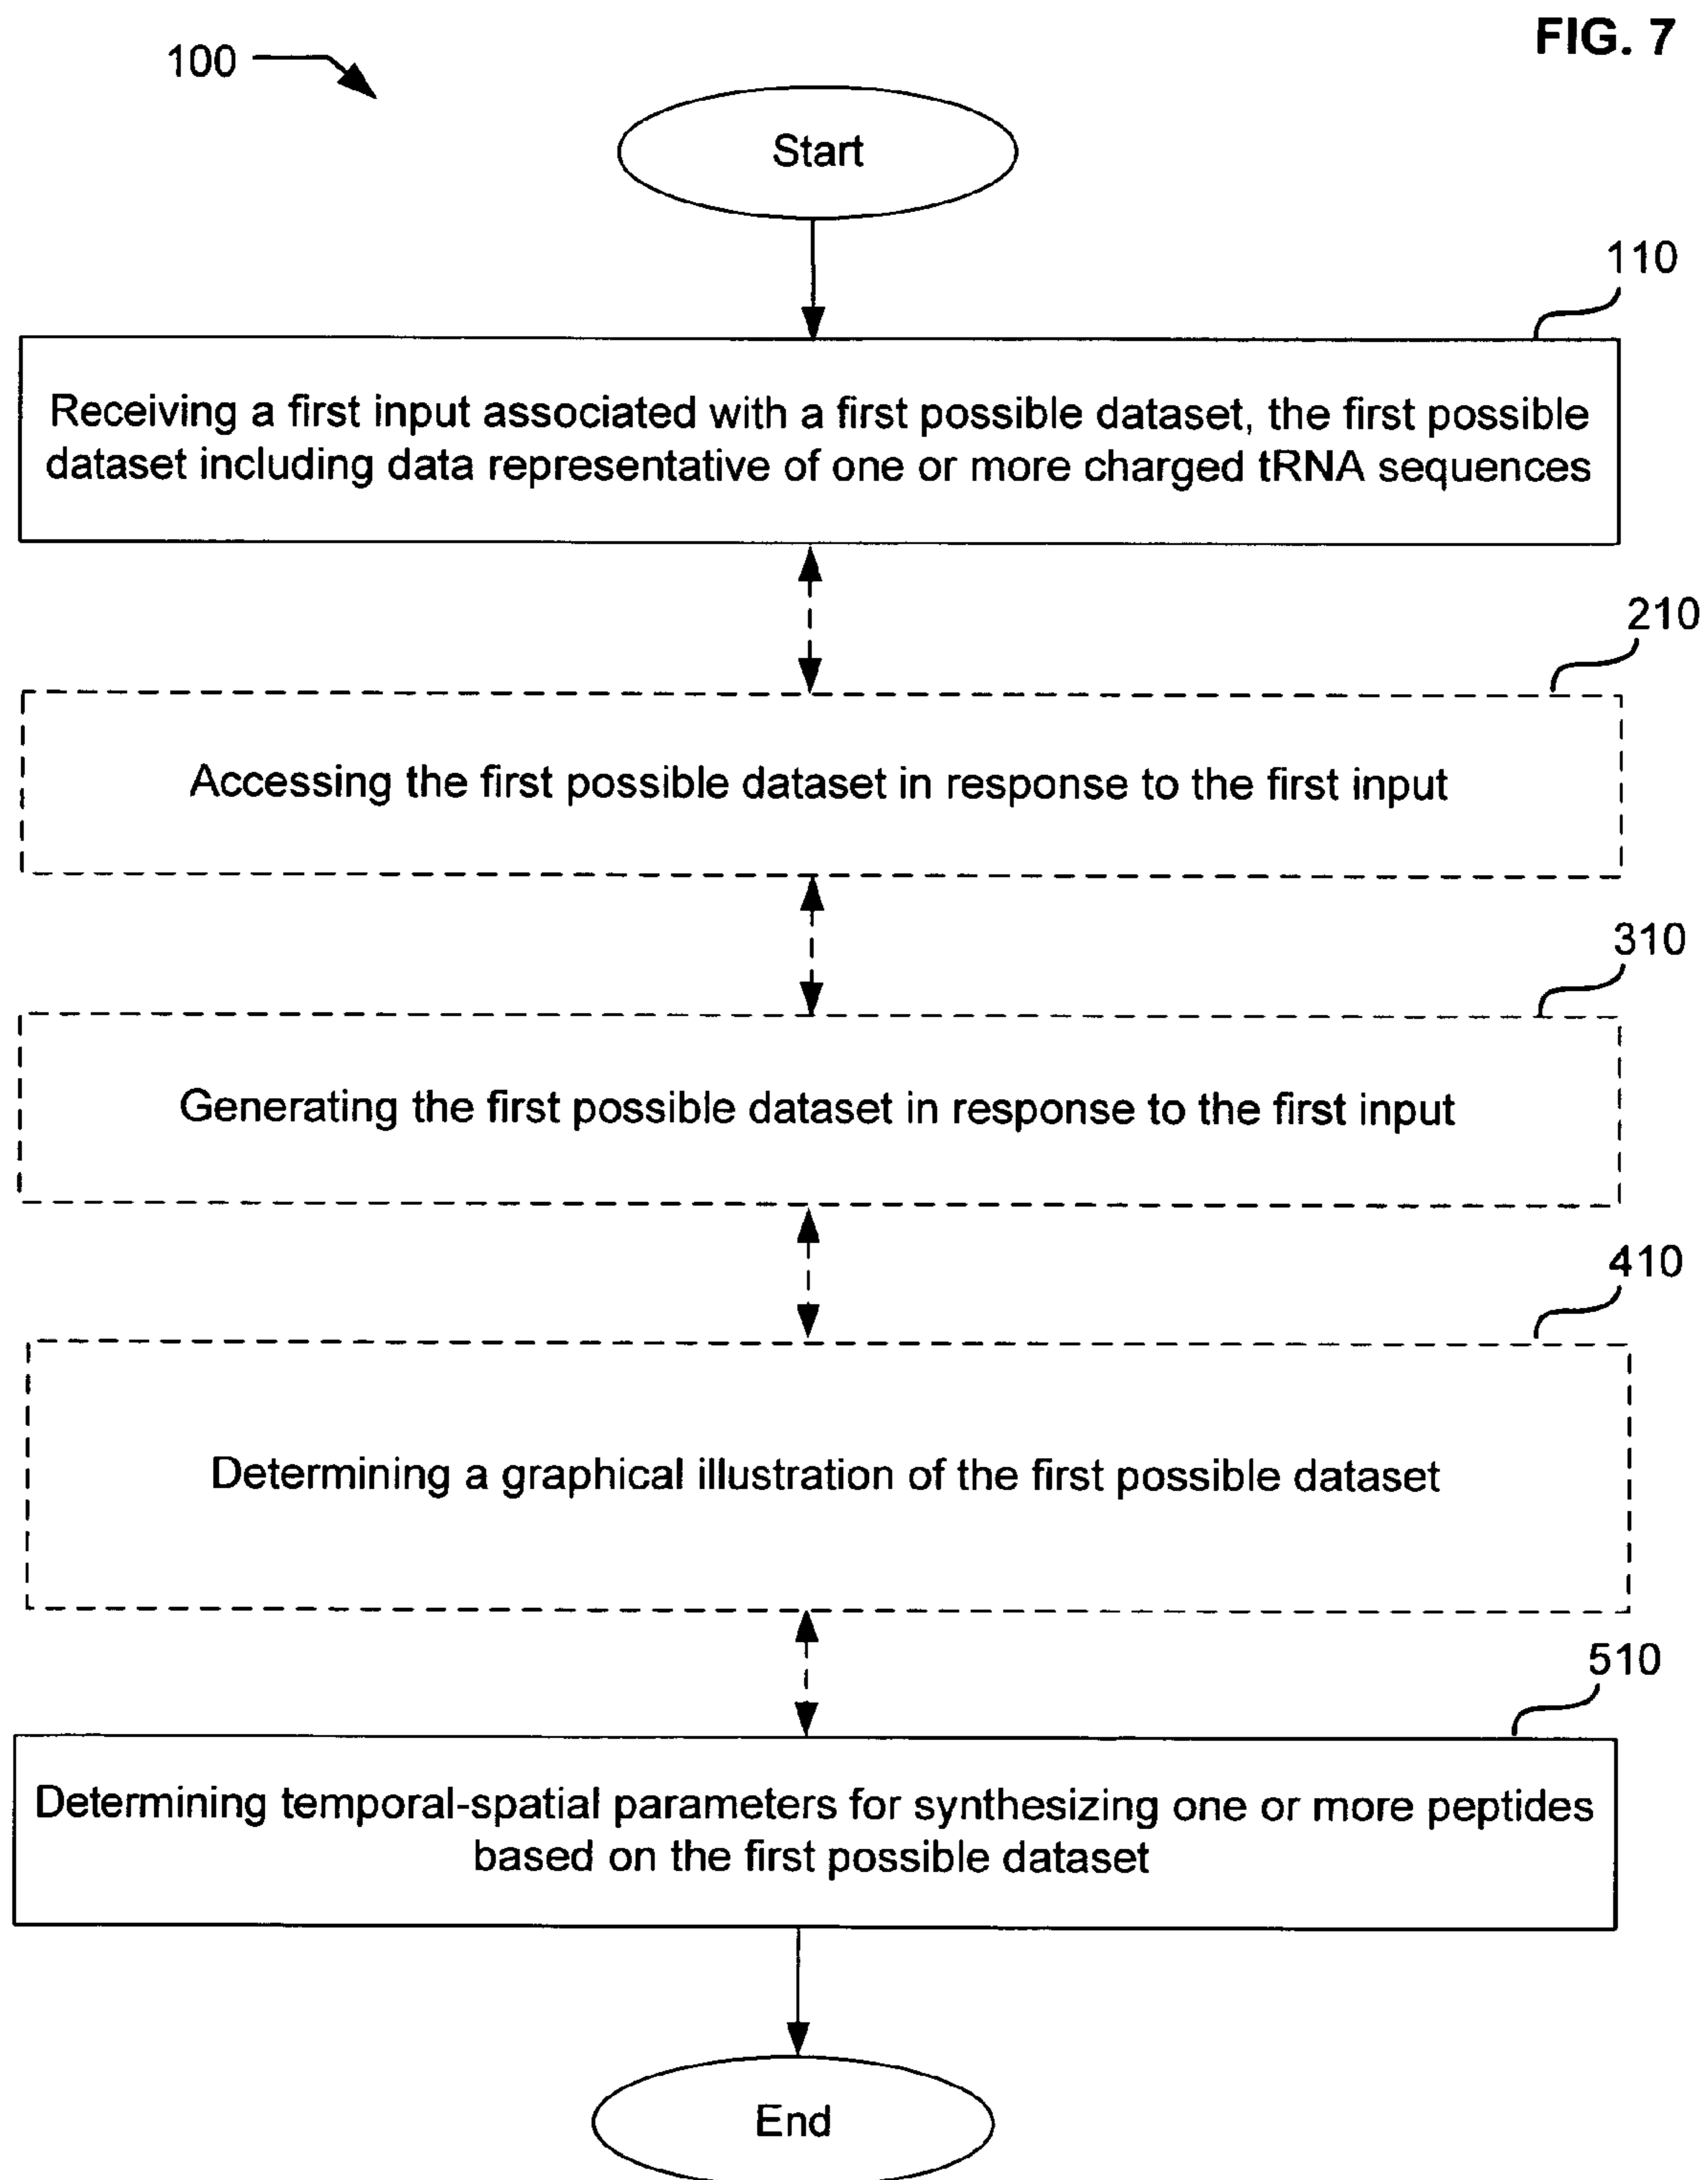 FIG. 7
100
Start
110
Receiving a first input associated with a first possible dataset, the first possible
dataset including data representative of one or more charged tRNA sequences
210
Accessing the first possible dataset in response to the first input
310
Generating the first possible dataset in response to the first input
410
Determining a graphical illustration of the first possible dataset
510
Determining temporal-spatial parameters for synthesizing one or more peptides
based on the first possible dataset
End